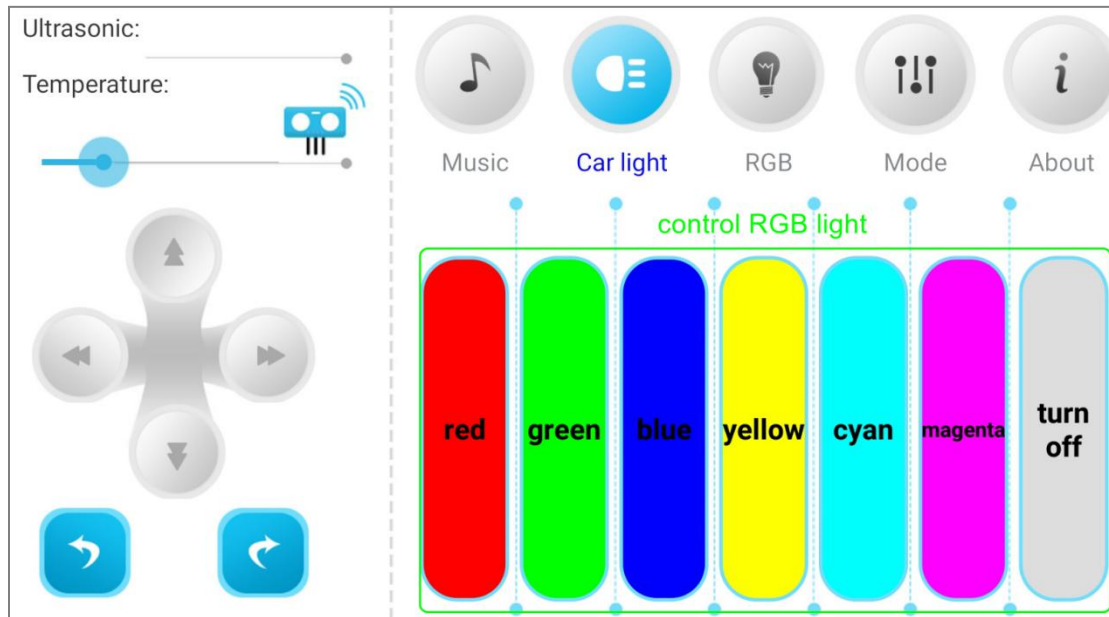 Ultrasonic:
Temperature:
Music
Car light
RGB
Mode
About
control RGB light
red
green
blue
yellow
cyan
magenta
turn
off